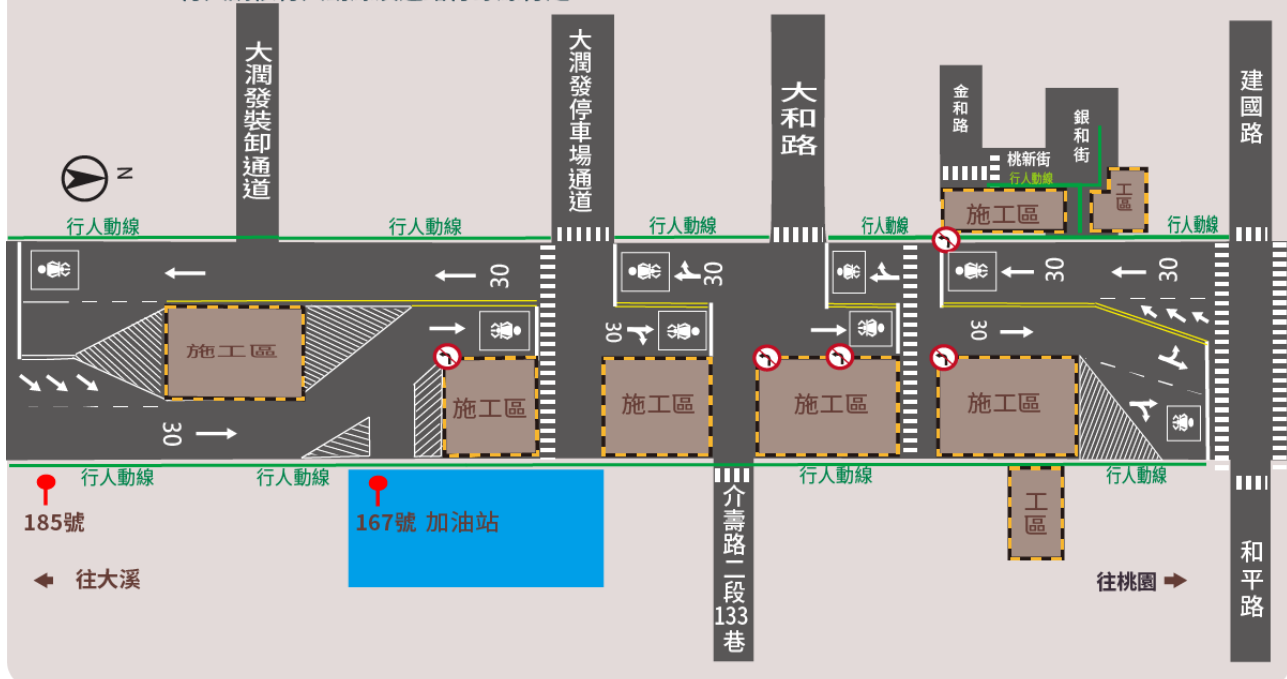 大潤發裝卸通道
大潤發停車場通道
大和路
金和路
銀和街
建國路
桃新街
行人動線
N
施工區
工區
行人動線
行人動線
行人動線
行人動線
行人動線
30
30
30
30
施工區
30
30
施工區
施工區
施工區
施工區
30
行人動線
行人動線
行人動線
行人動線
185號
167號 加油站
工區
介壽路二段133巷
和平路
往大溪
往桃園